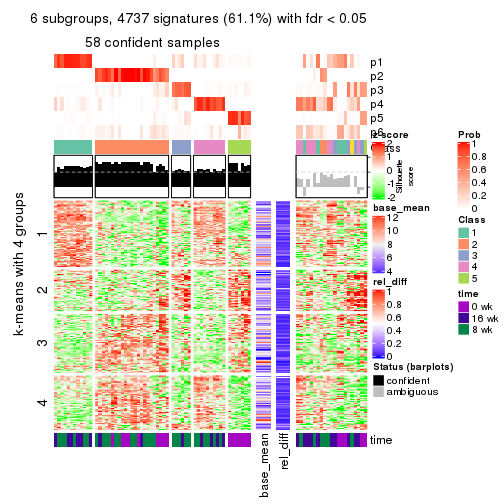 6 subgroups, 4737 signatures (61.1%) with fdr < 0.05
58 confident samples
p1
p2
p3
p4
p5
p6
z-score
2
1
0
-1
-2
Class
Silhouette
score
k-means with 4 groups
1
2
3
4
base_mean
12
10
8
6
4
rel_diff
1
0.8
0.6
0.4
0.2
0
Status (barplots)
confident
ambiguous
Prob
1
0.8
0.6
0.4
0.2
0
Class
1
2
3
4
5
time
0 wk
16 wk
8 wk
time
base_mean
rel_diff